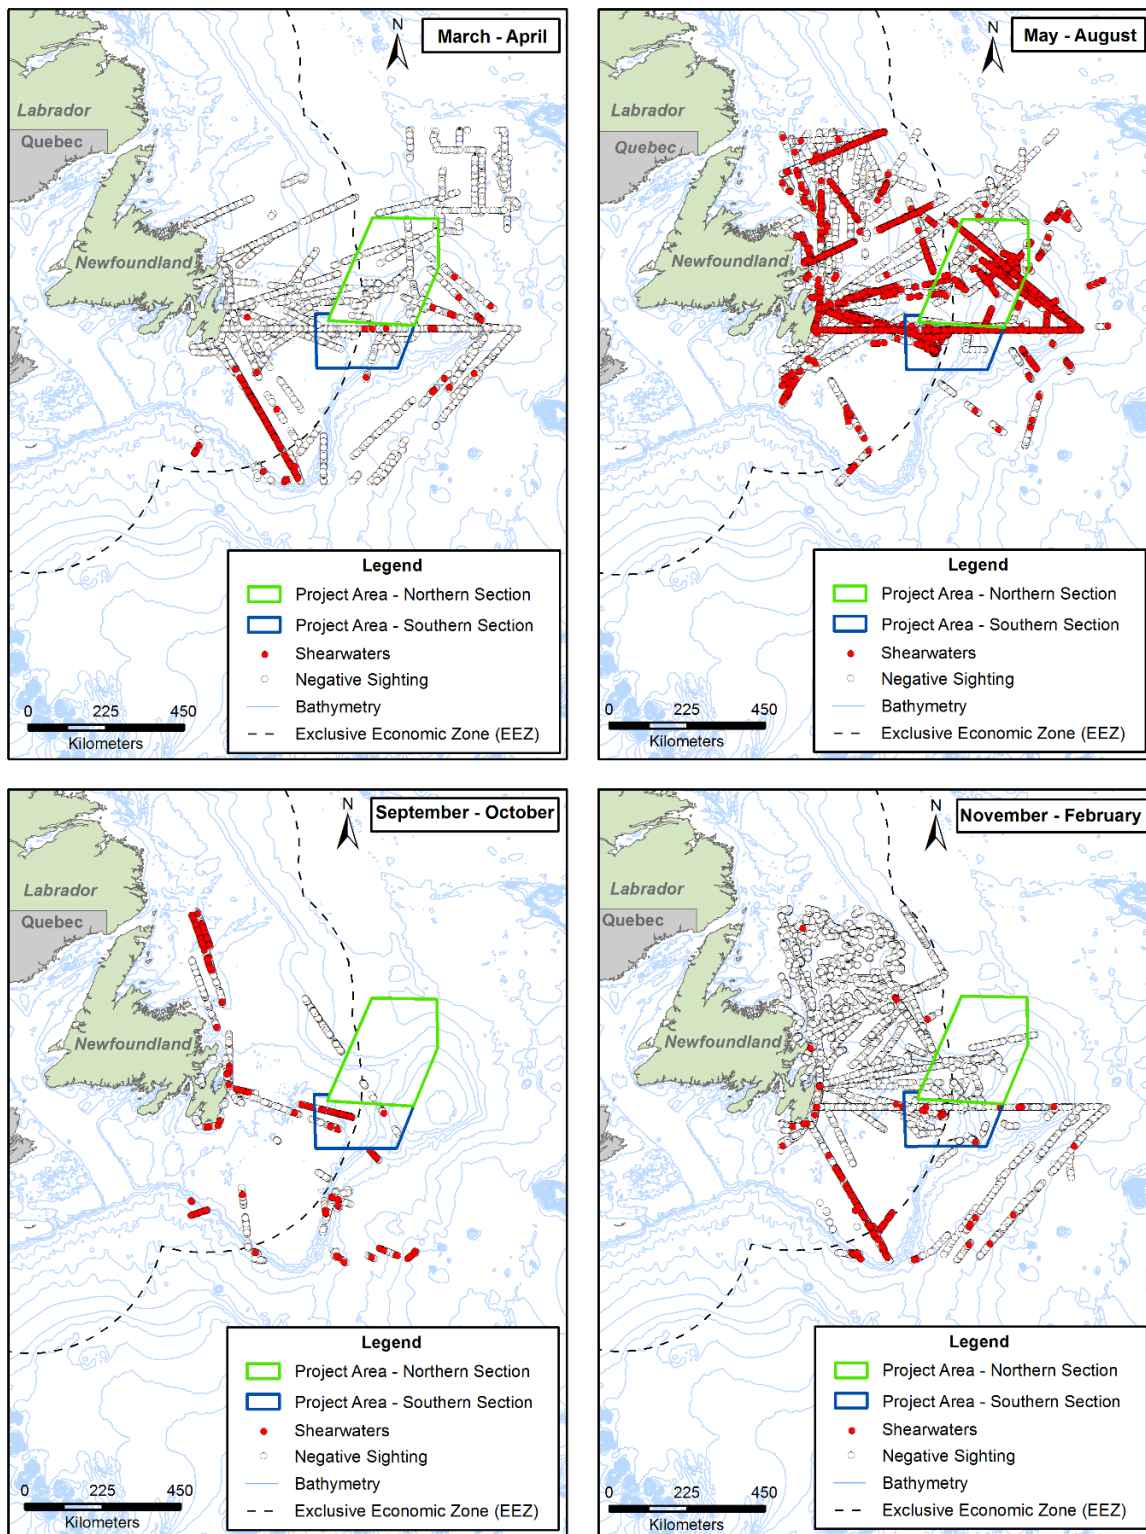 March - April
N
Labrador
Quebec
Newfoundland
Legend
Project Area - Northern Section
Project Area - Southern Section
Shearwaters
Negative Sighting
Bathymetry
Exclusive Economic Zone (EEZ)
0 225 450
Kilometers
May - August
N
Labrador
Quebec
Newfoundland
Legend
Project Area - Northern Section
Project Area - Southern Section
Shearwaters
Negative Sighting
Bathymetry
Exclusive Economic Zone (EEZ)
0 225 450
Kilometers
September - October
N
Labrador
Quebec
Newfoundland
Legend
Project Area - Northern Section
Project Area - Southern Section
Shearwaters
Negative Sighting
Bathymetry
Exclusive Economic Zone (EEZ)
0 225 450
Kilometers
November - February
N
Labrador
Quebec
Newfoundland
Legend
Project Area - Northern Section
Project Area - Southern Section
Shearwaters
Negative Sighting
Bathymetry
Exclusive Economic Zone (EEZ)
0 225 450
Kilometers